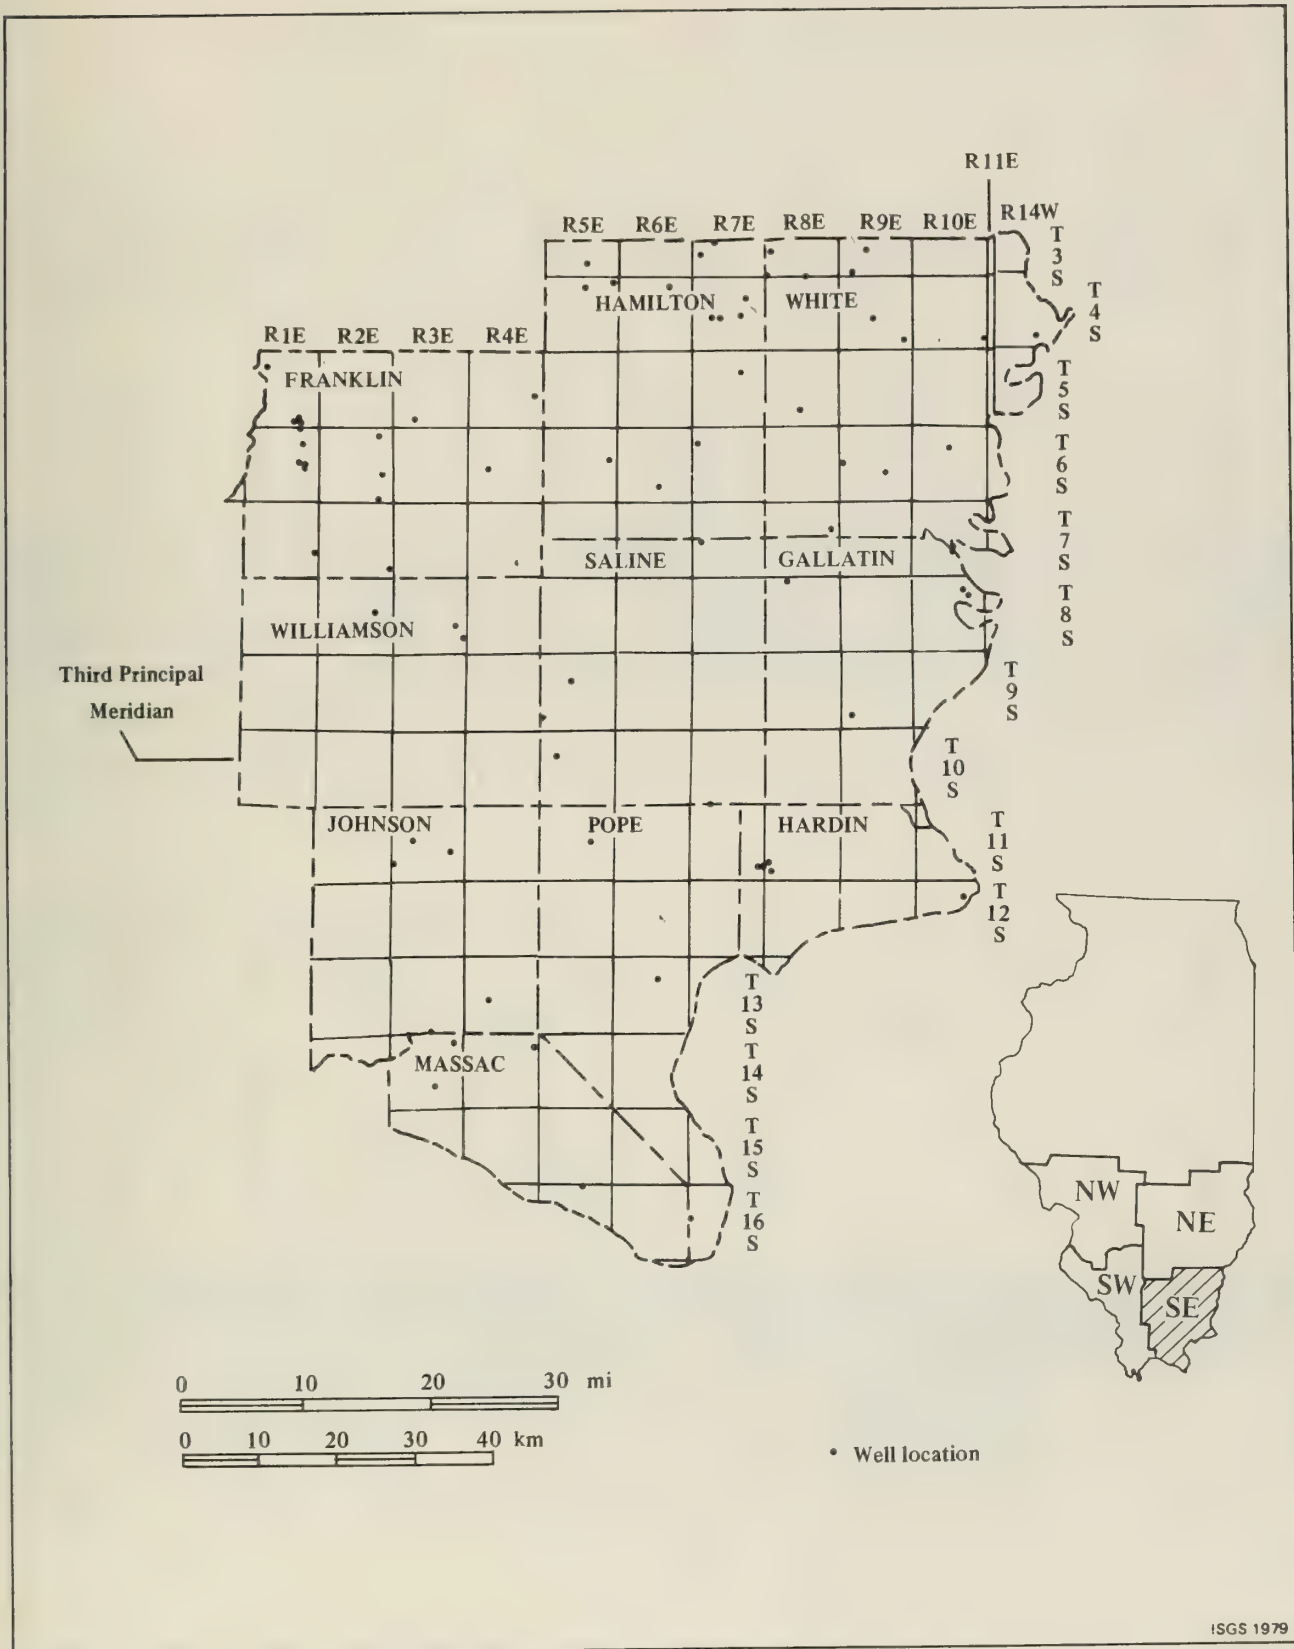 R11E
R5E R6E R7E R8E R9E R10E R14W
T
3
S
T
4
S
HAMILTON WHITE
R1E R2E R3E R4E
FRANKLIN
T
5
S
T
6
S
T
7
S
SALINE GALLATIN
T
8
S
WILLIAMSON
Third Principal
Meridian
T
9
S
T
10
S
JOHNSON POPE HARDIN
T
11
S
T
12
S
T
13
S
MASSAC
T
14
S
T
15
S
T
16
S
NW
NE
SW
SE
0 10 20 30 mi
0 10 20 30 40 km
• Well location
ISGS 1979